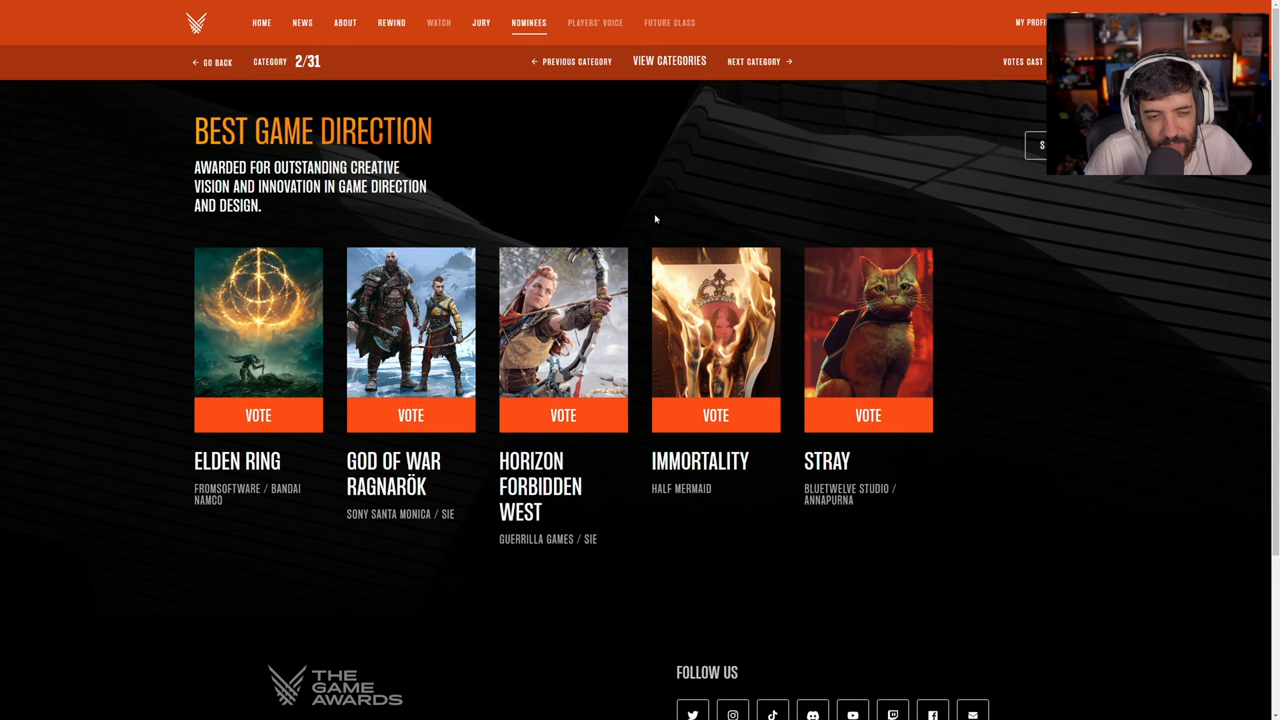 HOME NEWS ABOUT REWIND WATCH JURY NOMINEES PLAYERS' VOICE FUTURE CLASS
← GO BACK CATEGORY 2/31 ← PREVIOUS CATEGORY VIEW CATEGORIES NEXT CATEGORY → VOTES CAST
BEST GAME DIRECTION
AWARDED FOR OUTSTANDING CREATIVE
VISION AND INNOVATION IN GAME DIRECTION
AND DESIGN.
VOTE VOTE VOTE VOTE VOTE
ELDEN RING
FROMSOFTWARE / BANDAI
NAMCO
GOD OF WAR
RAGNARÖK
SONY SANTA MONICA / SIE
HORIZON
FORBIDDEN
WEST
GUERRILLA GAMES / SIE
IMMORTALITY
HALF MERMAID
STRAY
BLUETWELVE STUDIO /
ANNAPURNA
THE
GAME
AWARDS
FOLLOW US